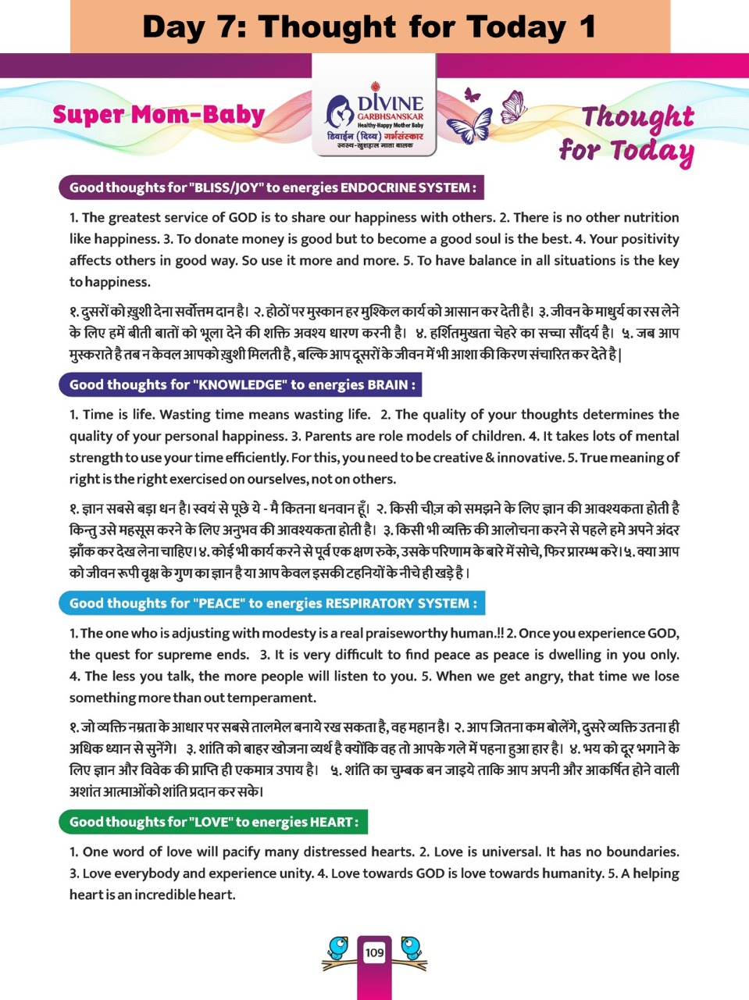 Day 7: Thought for Today 1
Super Mom-Baby
DIVINE
GARBHSANSKAR
Healthy-Happy Mother Baby
डिवाईन (दिव्य) गर्भसंस्कार
स्वस्थ-खुशहाल माता बालक
Thought
for Today
Good thoughts for "BLISS/JOY" to energies ENDOCRINE SYSTEM :
1. The greatest service of GOD is to share our happiness with others. 2. There is no other nutrition
like happiness. 3. To donate money is good but to become a good soul is the best. 4. Your positivity
affects others in good way. So use it more and more. 5. To have balance in all situations is the key
to happiness.
१. दुसरों को ख़ुशी देना सर्वोत्तम दान है। २. होठों पर मुस्कान हर मुश्किल कार्य को आसान कर देती है। ३. जीवन के माधुर्य का रस लेने
के लिए हमें बीती बातों को भूला देने की शक्ति अवश्य धारण करनी है। ४. हर्शितमुखता चेहरे का सच्चा सौंदर्य है। ५. जब आप
मुस्कराते है तब न केवल आपको ख़ुशी मिलती है , बल्कि आप दूसरों के जीवन में भी आशा की किरण संचारित कर देते है |
Good thoughts for "KNOWLEDGE" to energies BRAIN :
1. Time is life. Wasting time means wasting life. 2. The quality of your thoughts determines the
quality of your personal happiness. 3. Parents are role models of children. 4. It takes lots of mental
strength to use your time efficiently. For this, you need to be creative & innovative. 5. True meaning of
right is the right exercised on ourselves, not on others.
१. ज्ञान सबसे बड़ा धन है। स्वयं से पूछे ये - मै कितना धनवान हूँ। २. किसी चीज़ को समझने के लिए ज्ञान की आवश्यकता होती है
किन्तु उसे महसूस करने के लिए अनुभव की आवश्यकता होती है। ३. किसी भी व्यक्ति की आलोचना करने से पहले हमे अपने अंदर
झाँक कर देख लेना चाहिए। ४. कोई भी कार्य करने से पूर्व एक क्षण रुके, उसके परिणाम के बारे में सोचे, फिर प्रारम्भ करे। ५. क्या आप
को जीवन रूपी वृक्ष के गुण का ज्ञान है या आप केवल इसकी टहनियों के नीचे ही खड़े है ।
Good thoughts for "PEACE" to energies RESPIRATORY SYSTEM :
1. The one who is adjusting with modesty is a real praiseworthy human.!! 2. Once you experience GOD,
the quest for supreme ends. 3. It is very difficult to find peace as peace is dwelling in you only.
4. The less you talk, the more people will listen to you. 5. When we get angry, that time we lose
something more than out temperament.
१. जो व्यक्ति नम्रता के आधार पर सबसे तालमेल बनाये रख सकता है, वह महान है। २. आप जितना कम बोलेंगे, दुसरे व्यक्ति उतना ही
अधिक ध्यान से सुनेंगे। ३. शांति को बाहर खोजना व्यर्थ है क्योंकि वह तो आपके गले में पहना हुआ हार है। ४. भय को दूर भगाने के
लिए ज्ञान और विवेक की प्राप्ति ही एकमात्र उपाय है। ५. शांति का चुम्बक बन जाइये ताकि आप अपनी और आकर्षित होने वाली
अशांत आत्माओंको शांति प्रदान कर सके।
Good thoughts for "LOVE" to energies HEART :
1. One word of love will pacify many distressed hearts. 2. Love is universal. It has no boundaries.
3. Love everybody and experience unity. 4. Love towards GOD is love towards humanity. 5. A helping
heart is an incredible heart.
109